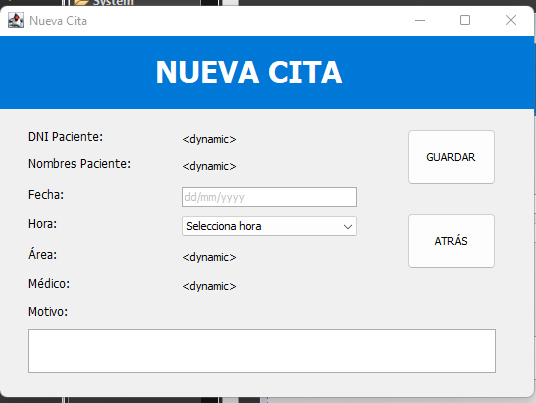 System
Nueva Cita
NUEVA CITA
DNI Paciente: <dynamic>
Nombres Paciente: <dynamic>
Fecha: dd/mm/yyyy
Hora: Selecciona hora
Área: <dynamic>
Médico: <dynamic>
Motivo:
GUARDAR
ATRÁS